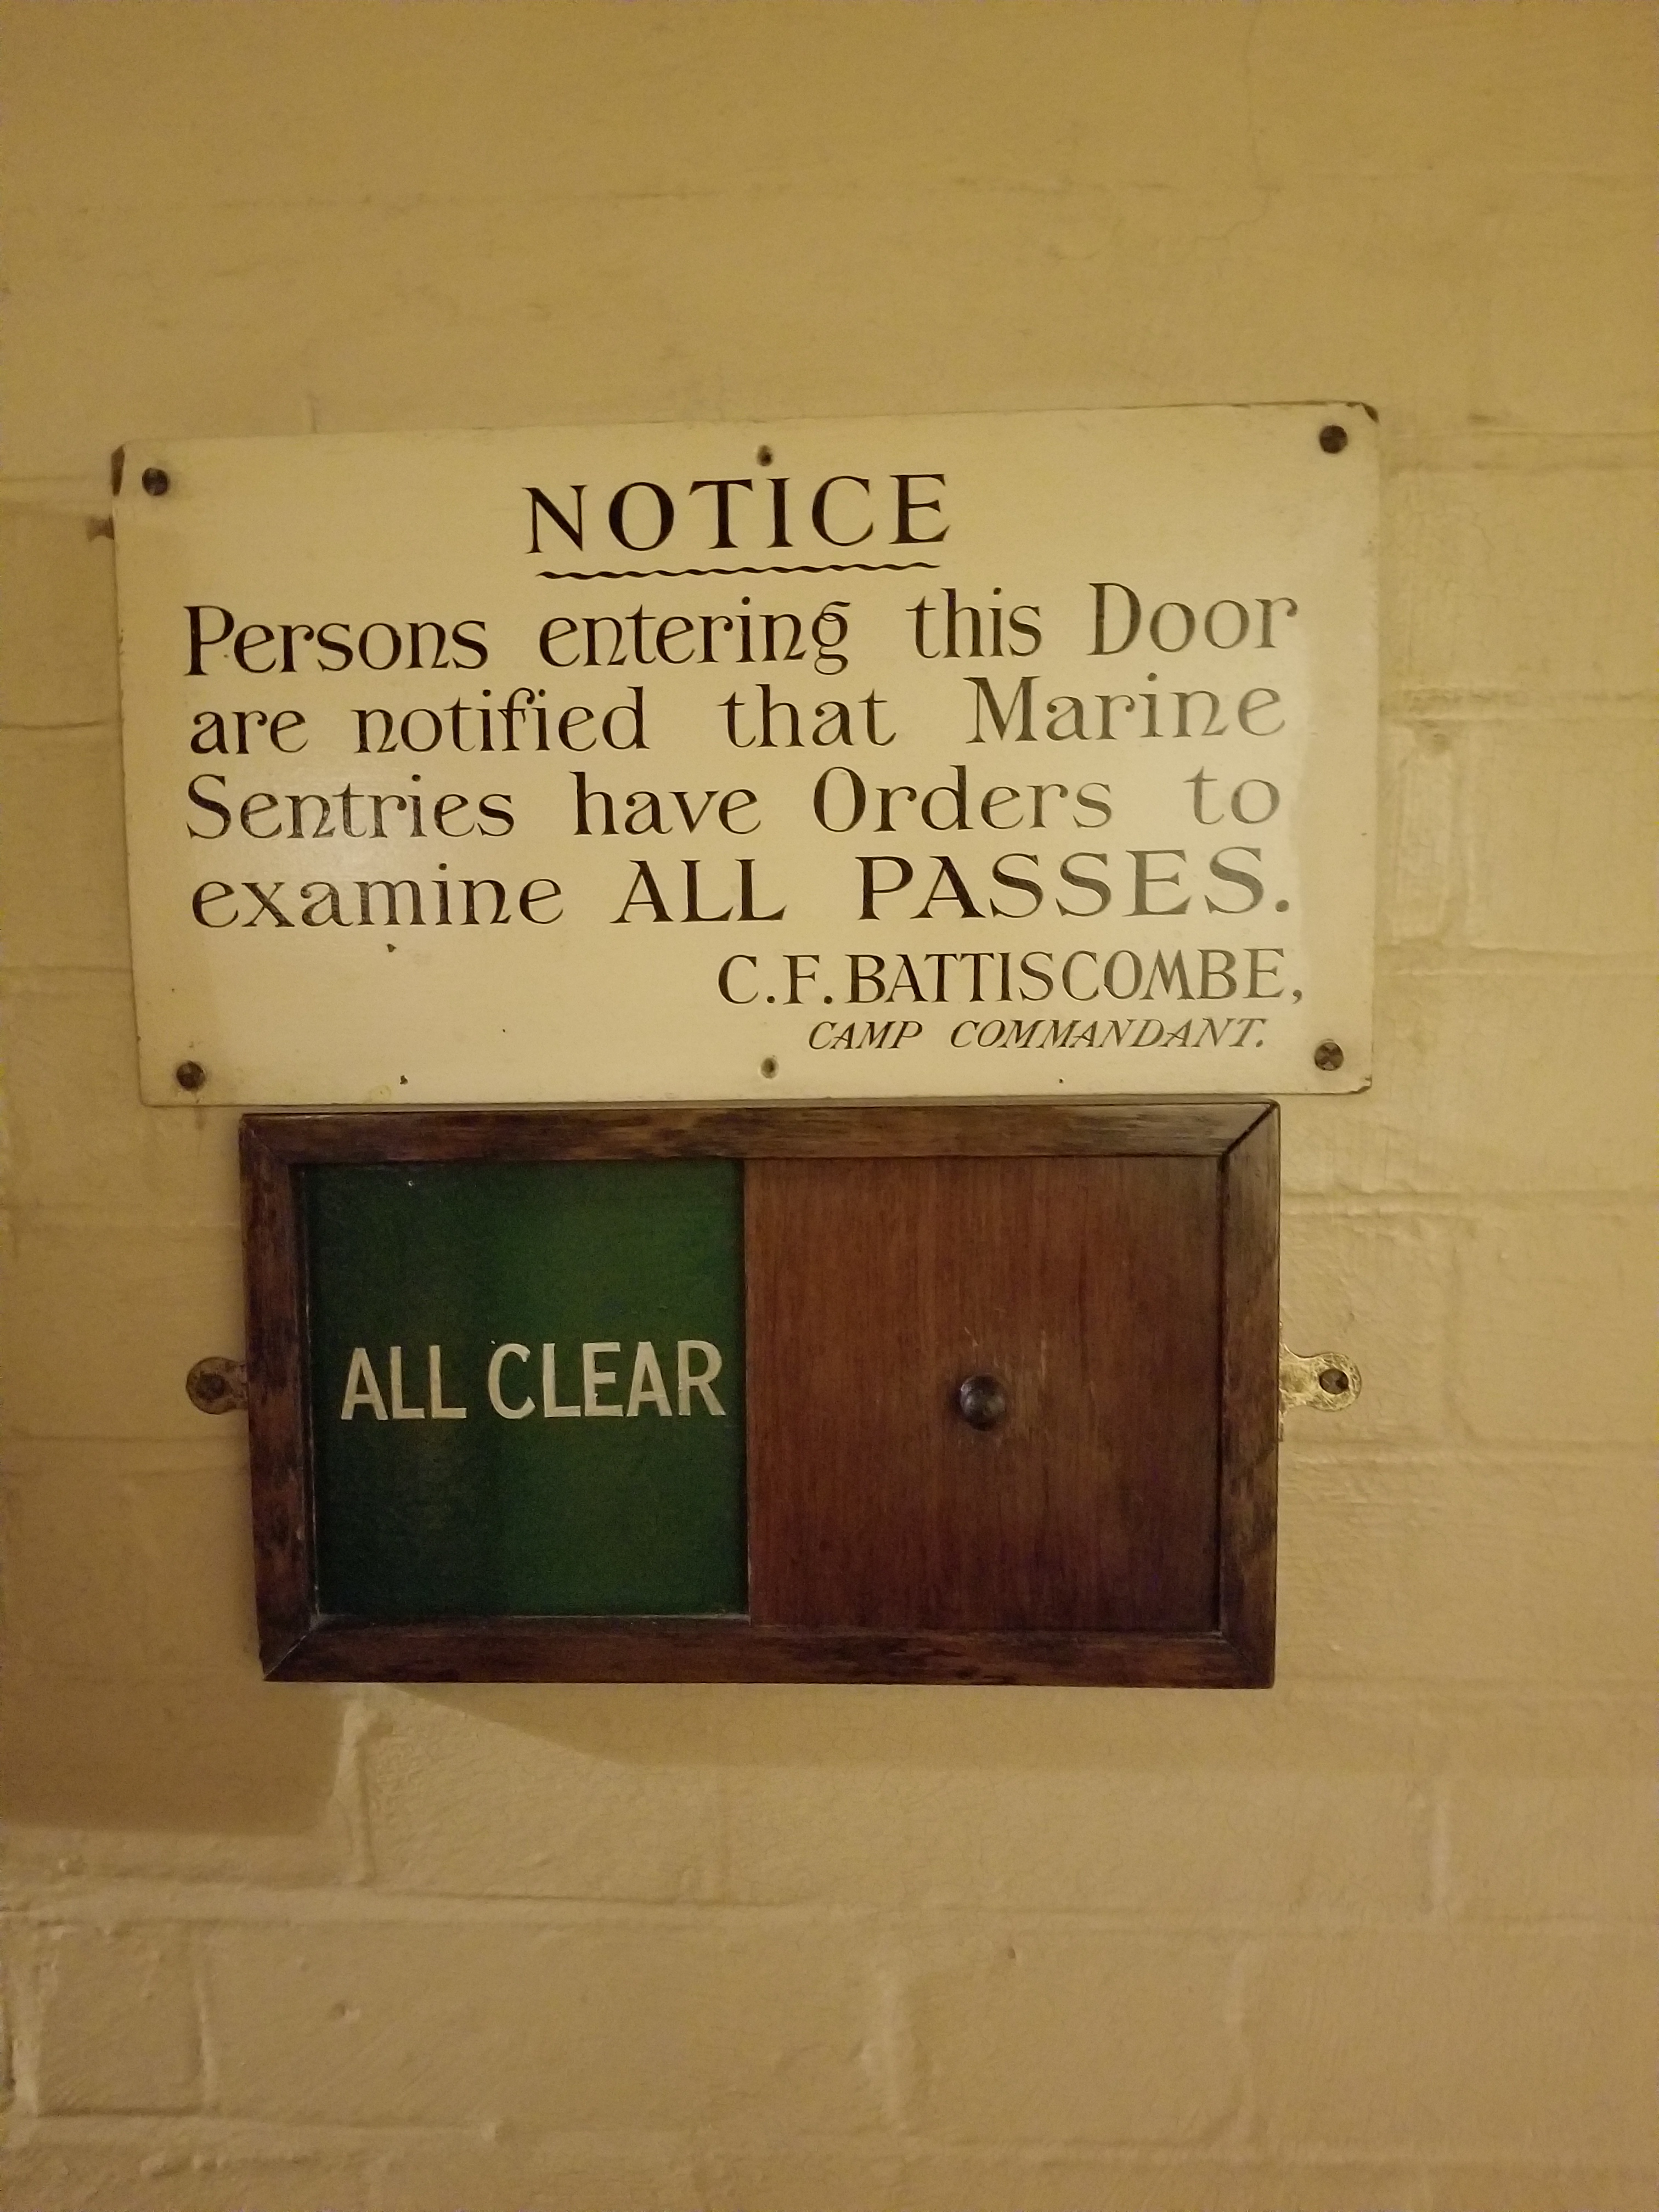 NOTICE
Persons entering this Door
are notified that Marine
Sentries have Orders to
examine ALL PASSES.
C.F. BATTISCOMBE,
CAMP COMMANDANT.
ALL CLEAR